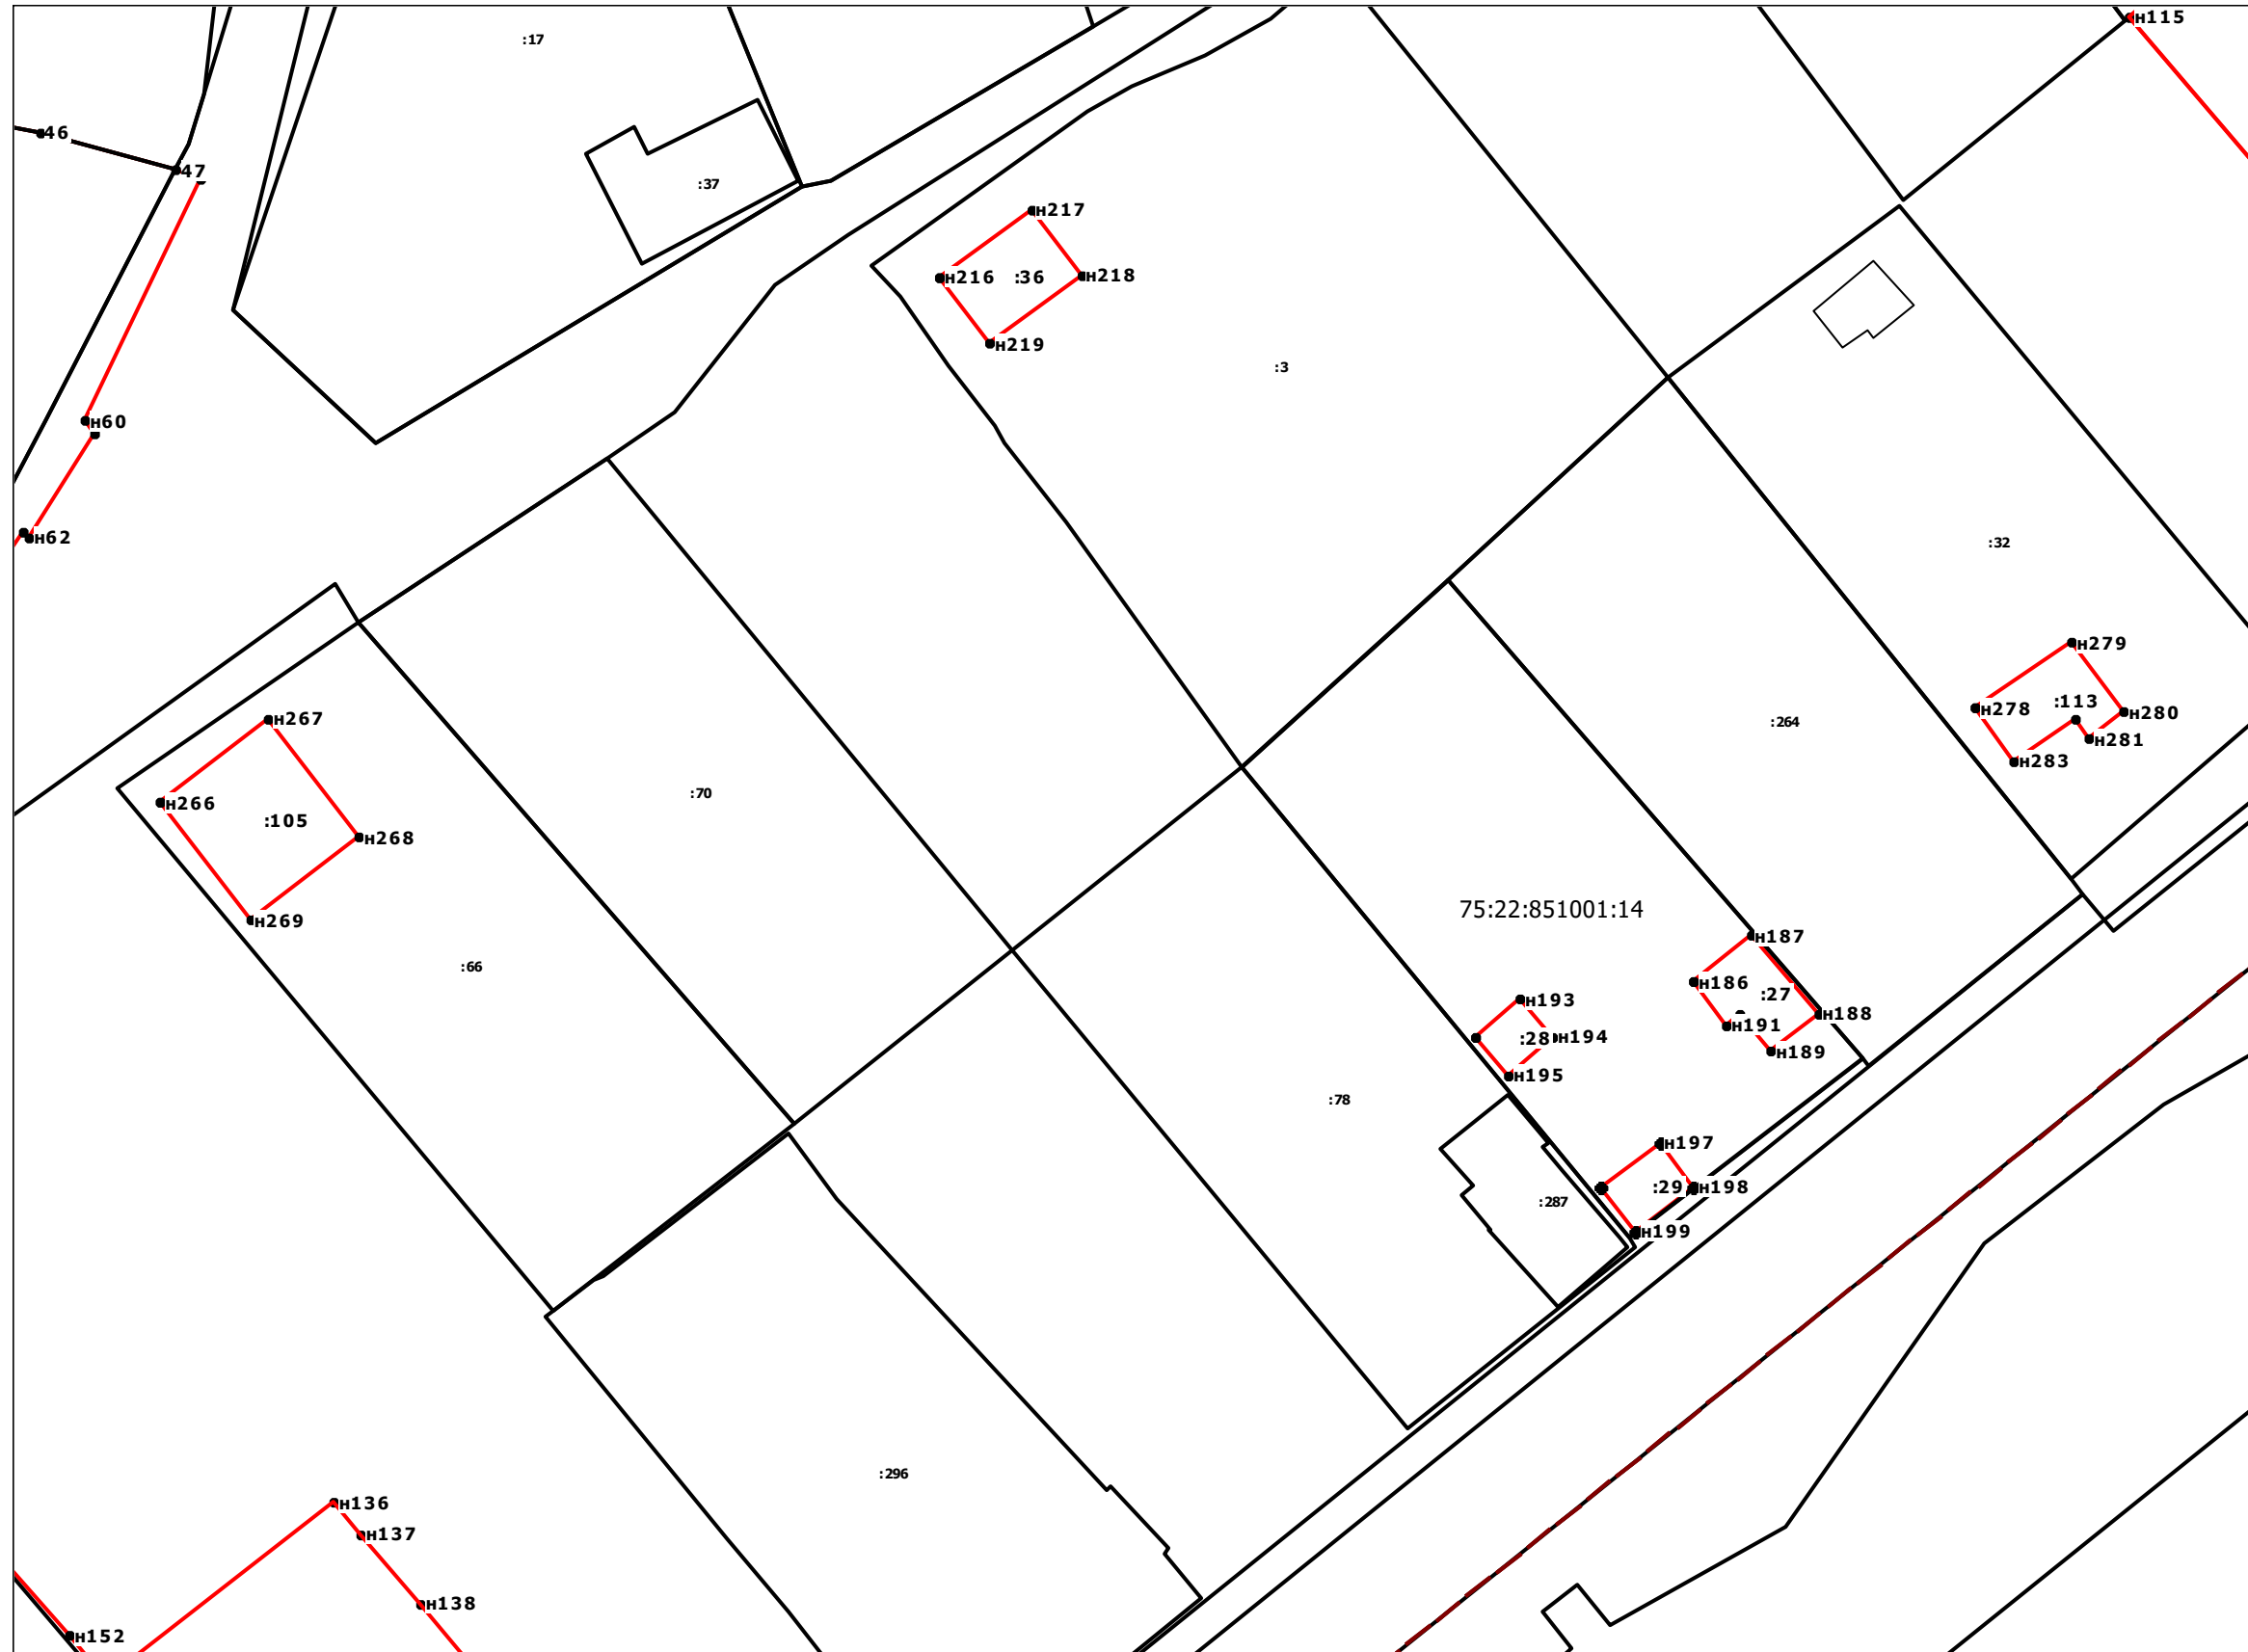 н115
:17
46
47
:37
н217
н216
:36
н218
н219
:3
н60
н62
:32
н279
н278
:113
н280
н281
н283
:264
н267
н266
:105
н268
н269
:70
:66
75:22:851001:14
н187
н186
:27
н188
н191
н189
н193
:28
н194
н195
:78
н197
:29
н198
н199
:287
:296
н136
н137
н138
н152